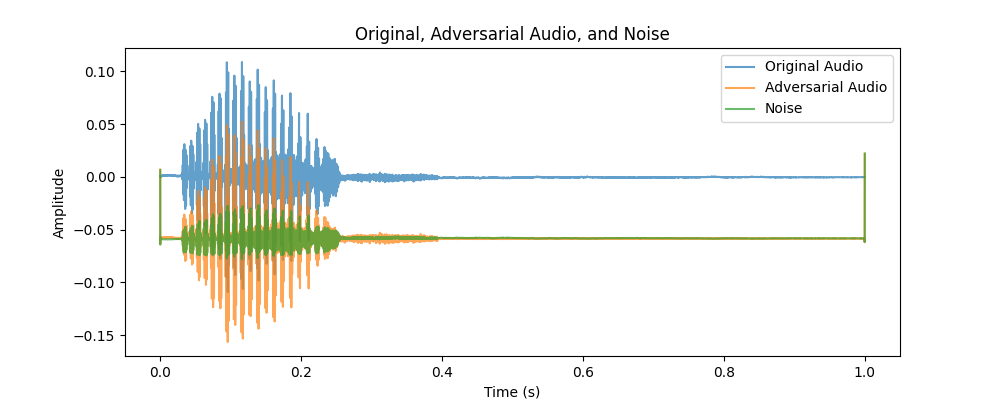 Original, Adversarial Audio, and Noise
Original Audio
Adversarial Audio
Noise
Amplitude
0.10
0.05
0.00
−0.05
−0.10
−0.15
0.0 0.2 0.4 0.6 0.8 1.0
Time (s)